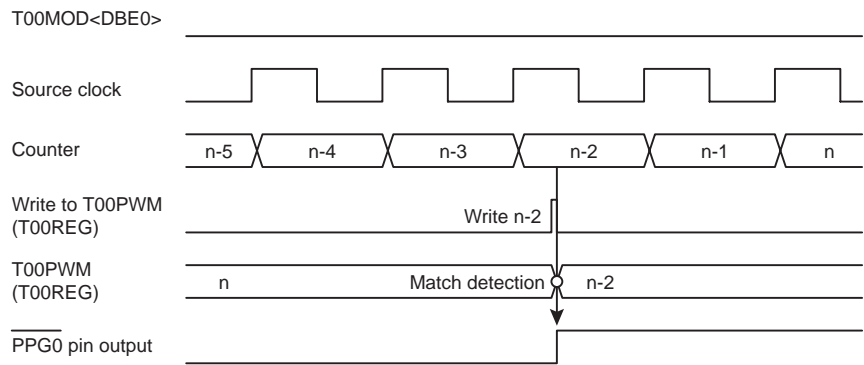 T00MOD<DBE0>
Source clock
Counter n-5 n-4 n-3 n-2 n-1 n
Write to T00PWM
(T00REG)
Write n-2
T00PWM
(T00REG)
n Match detection n-2
PPG0 pin output